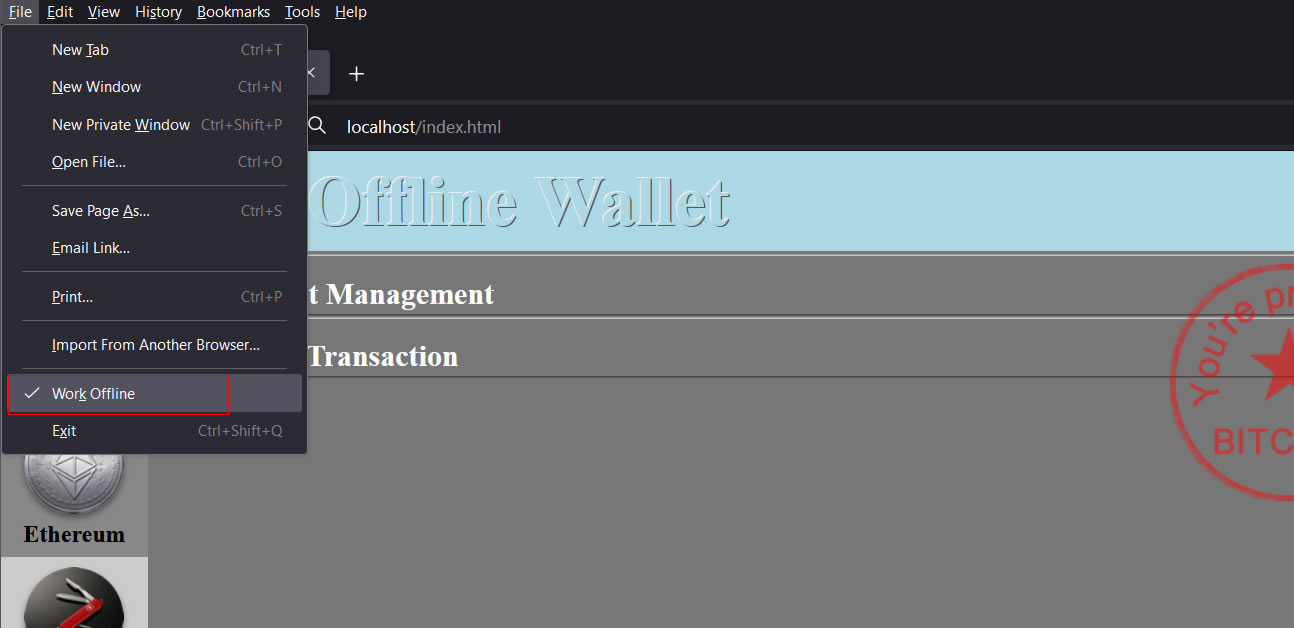 File Edit View History Bookmarks Tools Help
New Tab Ctrl+T
New Window Ctrl+N
New Private Window Ctrl+Shift+P
Open File... Ctrl+O
Save Page As... Ctrl+S
Email Link...
Print... Ctrl+P
Import From Another Browser...
Work Offline
Exit Ctrl+Shift+Q
localhost/index.html
Offline Wallet
t Management
Transaction
You're pr
BITC
Ethereum